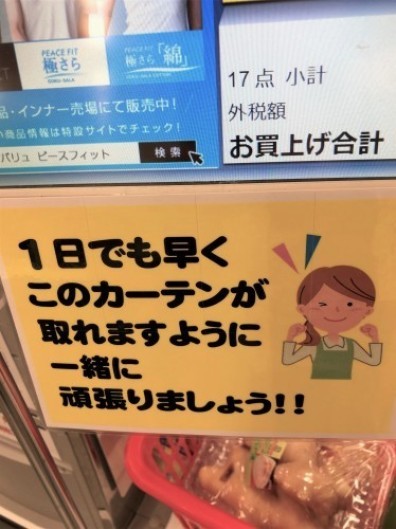 PEACE FIT
極さら
PEACE FIT
極さら「綿」
品・インナー売場にて販売中!
商品情報は特設サイトでチェック!
バリュ ピースフィット
検索
17点 小計
外税額
お買上げ合計
1日でも早く
このカーテンが
取れますように
一緒に
頑張りましょう!!